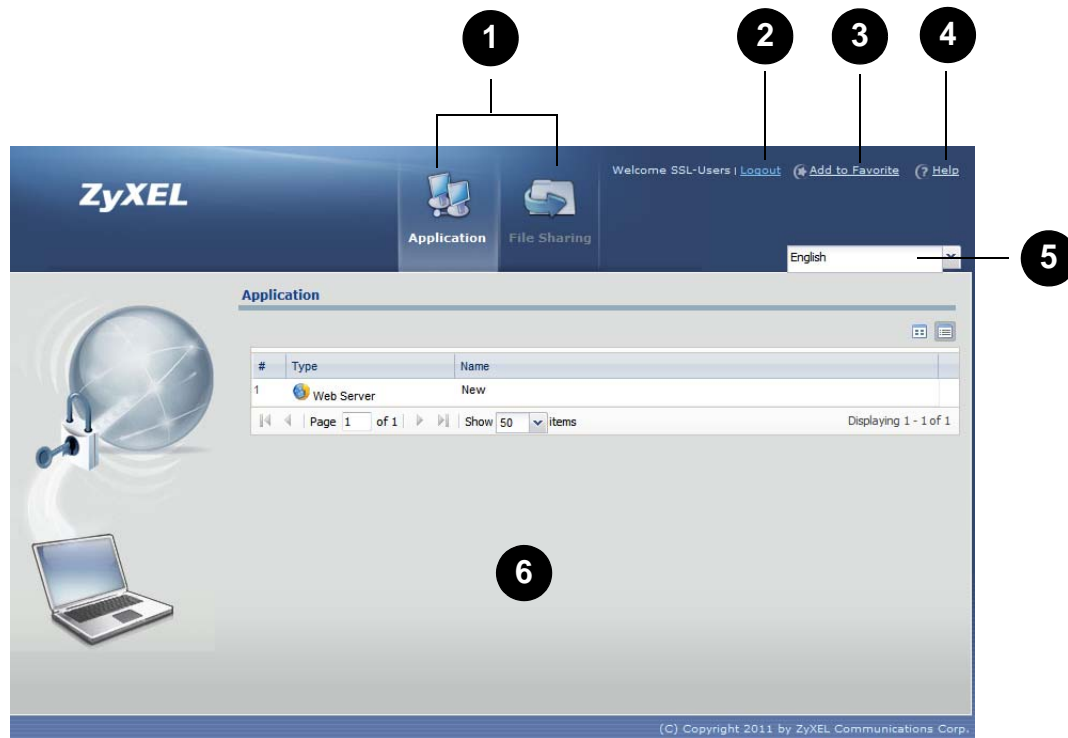 1
2
3
4
Welcome SSL-Users | Logout Add to Favorite ? Help
ZyXEL
Application File Sharing
English
5
Application
# Type Name
1 Web Server New
Page 1 of 1 Show 50 items Displaying 1 - 1 of 1
6
(C) Copyright 2011 by ZyXEL Communications Corp.